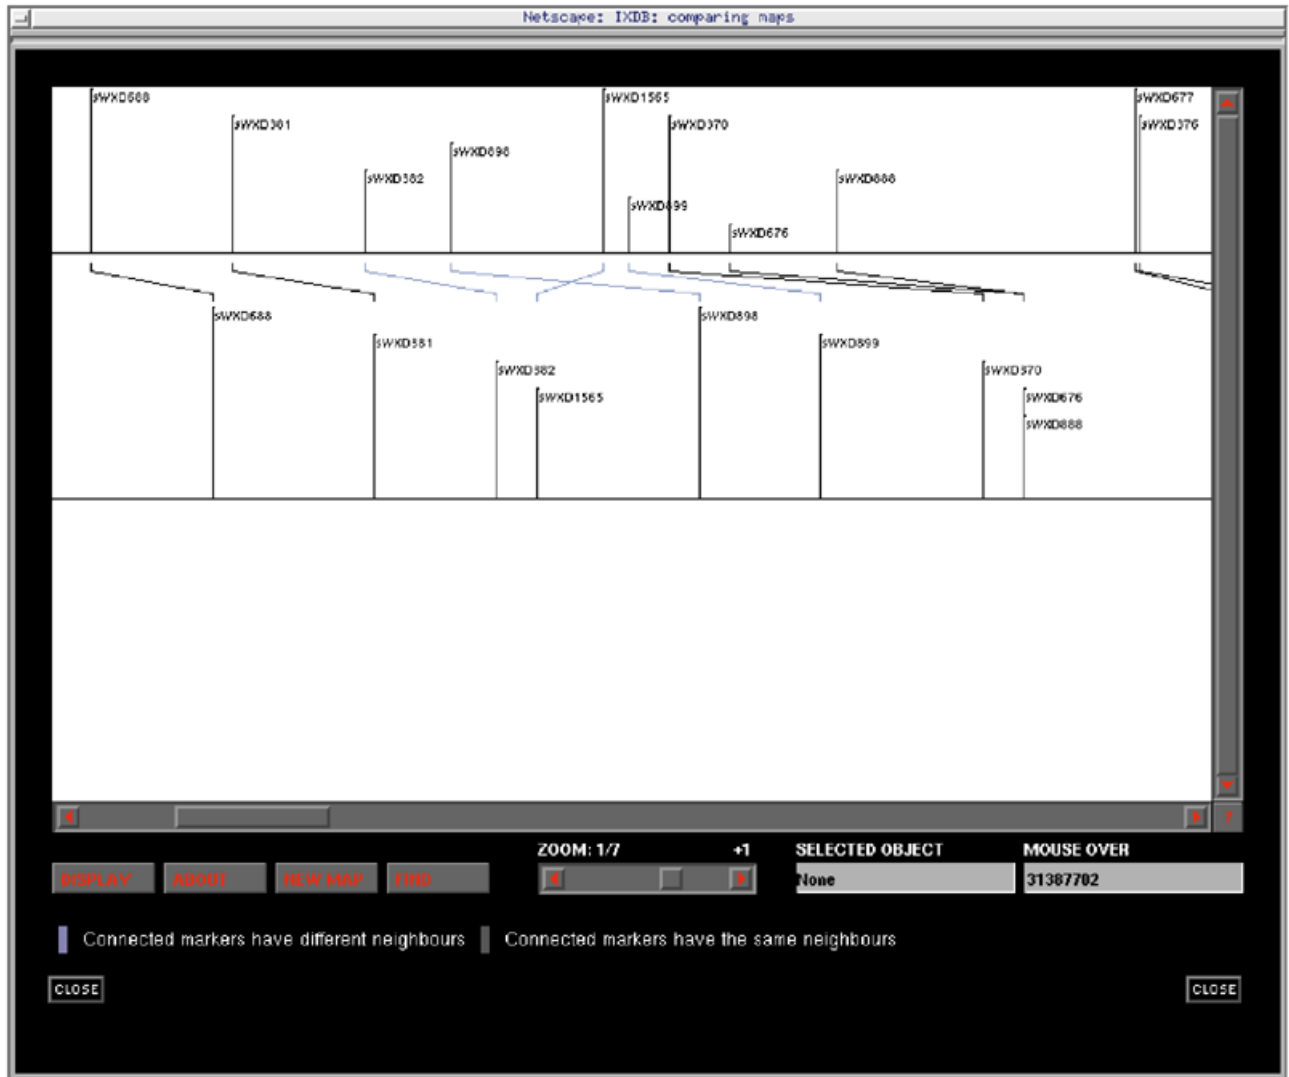 Netscape: IXDB: comparing maps
sWXD688 sWXD1565 sWXD677
sWXD381 sWXD370 sWXD376
sWXD898
sWXD382 sWXD888
sWXD899
sWXD676
sWXD688 sWXD898
sWXD381 sWXD899
sWXD382 sWXD370
sWXD1565 sWXD676
sWXD888
ZOOM: 1/7 +1 SELECTED OBJECT MOUSE OVER
DISPLAY ABOUT NEW MAP FIND None 31387702
Connected markers have different neighbours Connected markers have the same neighbours
CLOSE CLOSE